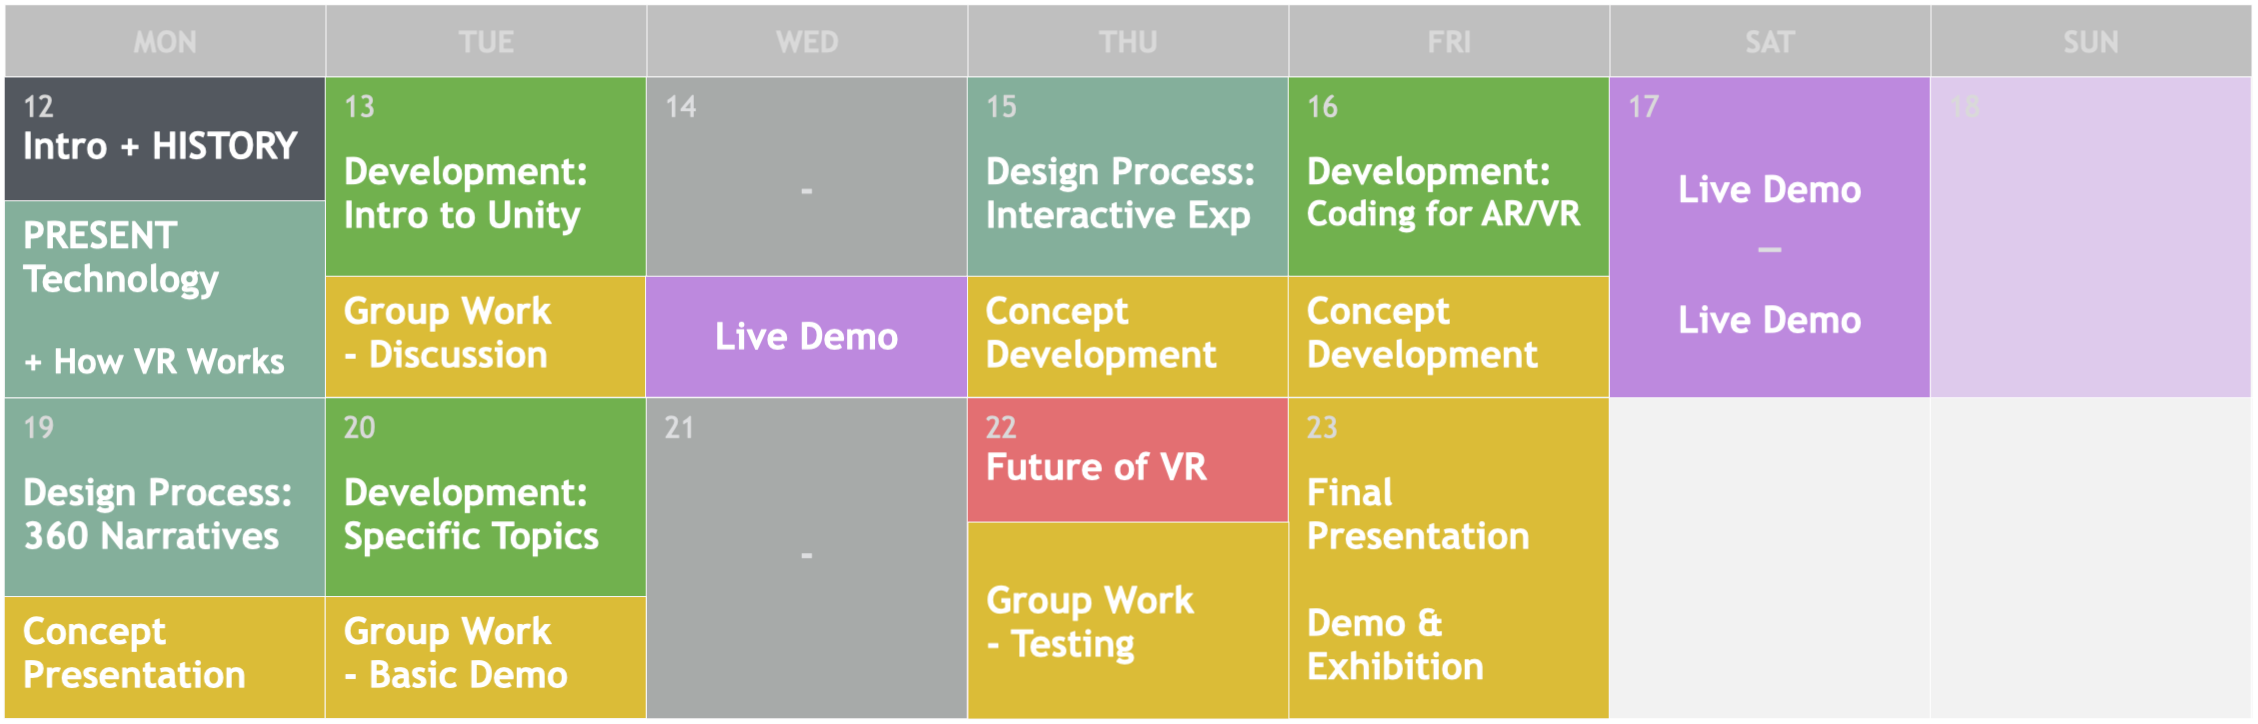 MON
TUE
WED
THU
FRI
SAT
SUN
12
Intro + HISTORY
PRESENT
Technology
+ How VR Works
13
Development:
Intro to Unity
Group Work
- Discussion
14
-
Live Demo
15
Design Process:
Interactive Exp
Concept
Development
16
Development:
Coding for AR/VR
Concept
Development
17
Live Demo
—
Live Demo
18
19
Design Process:
360 Narratives
Concept
Presentation
20
Development:
Specific Topics
Group Work
- Basic Demo
21
-
22
Future of VR
Group Work
- Testing
23
Final
Presentation
Demo &
Exhibition